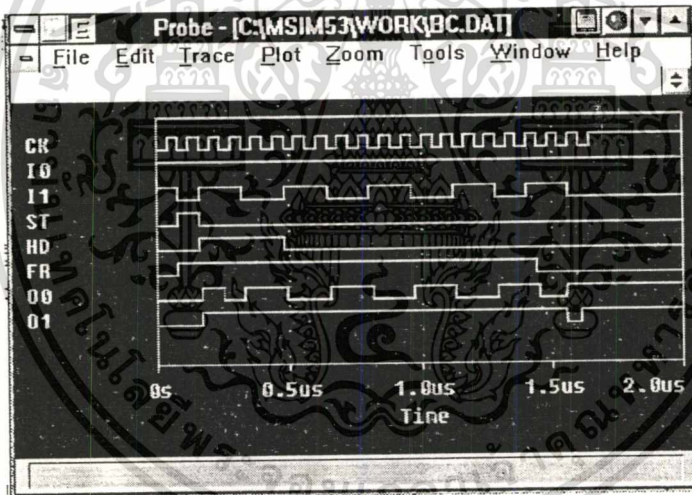 Probe - [C:\MSIM53\WORK\BC.DAT]
File Edit Trace Plot Zoom Tools Window Help
CK
I0
I1
ST
HD
FR
O0
O1
0s 0.5us 1.0us 1.5us 2.0us
Time